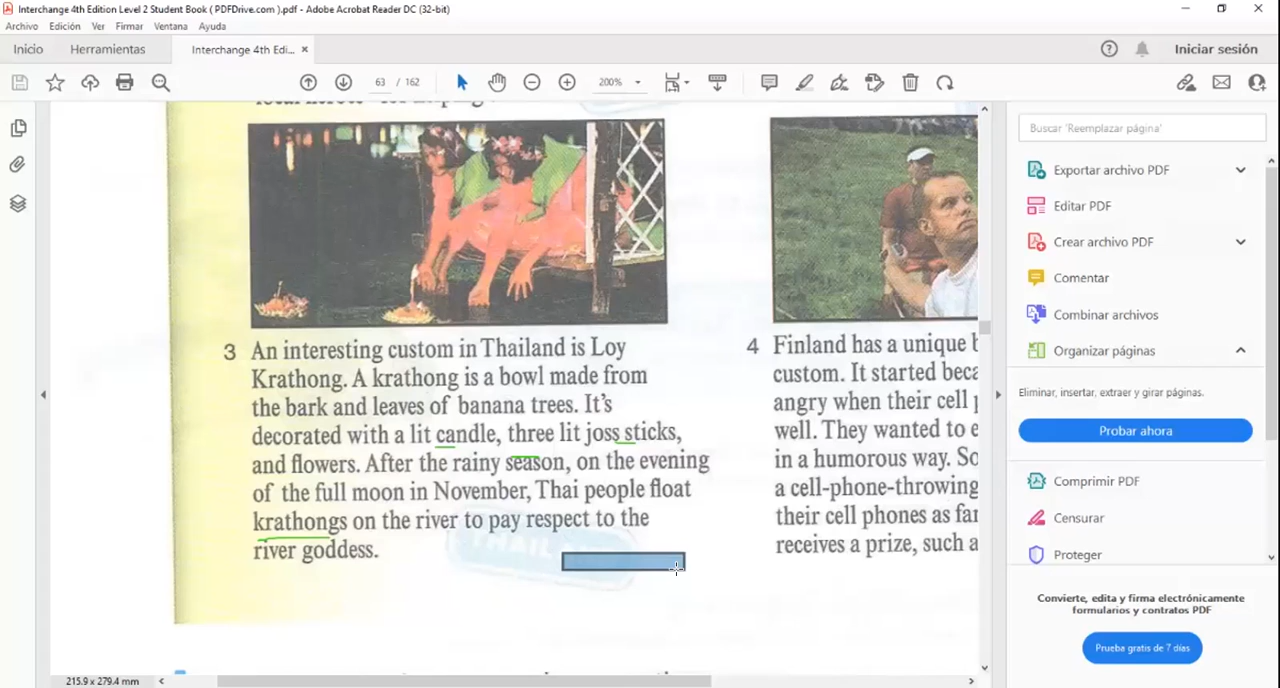 Interchange 4th Edition Level 2 Student Book ( PDFDrive.com ).pdf - Adobe Acrobat Reader DC (32-bit)
Archivo Edición Ver Firmar Ventana Ayuda
Inicio Herramientas Interchange 4th Edi... × Iniciar sesión
63 / 162 200%
3 An interesting custom in Thailand is Loy
Krathong. A krathong is a bowl made from
the bark and leaves of banana trees. It's
decorated with a lit candle, three lit joss sticks,
and flowers. After the rainy season, on the evening
of the full moon in November, Thai people float
krathongs on the river to pay respect to the
river goddess.
4 Finland has a unique
custom. It started beca
angry when their cell
well. They wanted to e
in a humorous way. So
a cell-phone-throwing
their cell phones as far
receives a prize, such a
Buscar 'Reemplazar página'
Exportar archivo PDF
Editar PDF
Crear archivo PDF
Comentar
Combinar archivos
Organizar páginas
Eliminar, insertar, extraer y girar páginas.
Probar ahora
Comprimir PDF
Censurar
Proteger
Convierte, edita y firma electrónicamente
formularios y contratos PDF
Prueba gratis de 7 días
215.9 x 279.4 mm